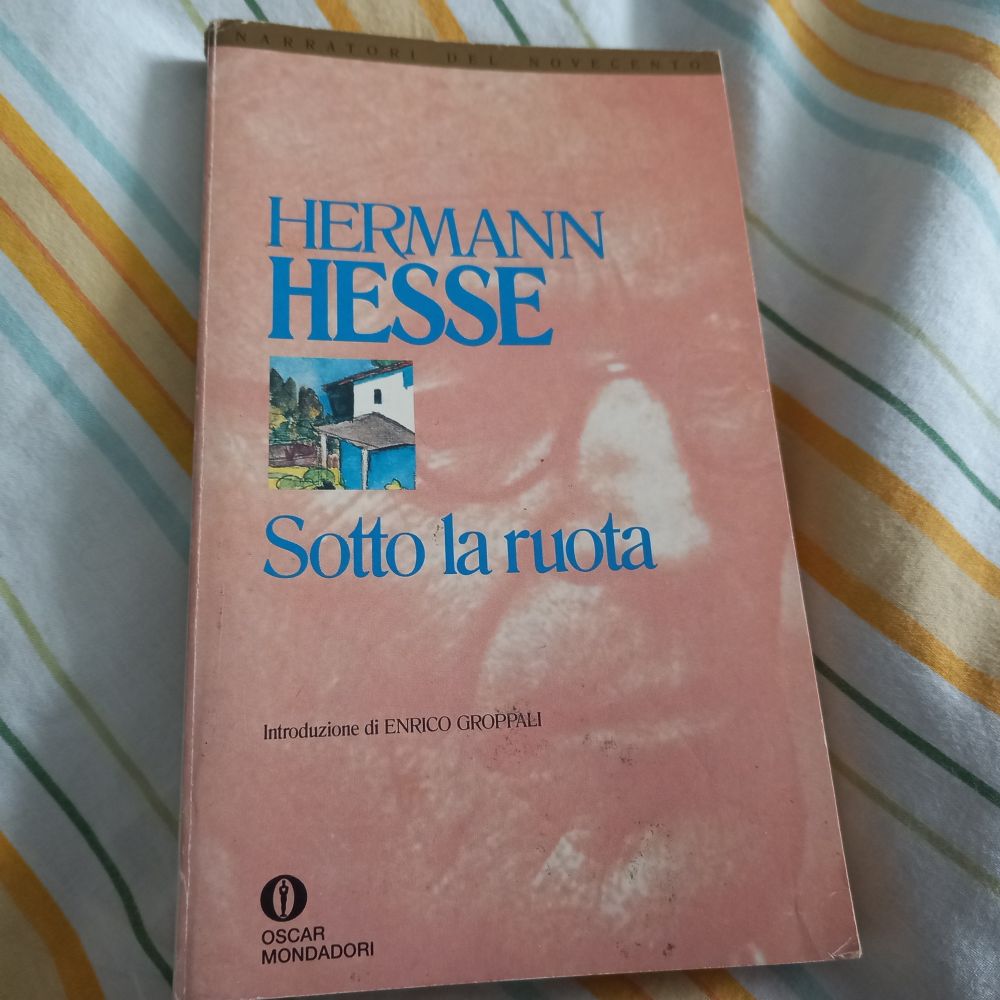 NARRATORI DEL NOVECENTO
HERMANN
HESSE
Sotto la ruota
Introduzione di ENRICO GROPPALI
OSCAR
MONDADORI